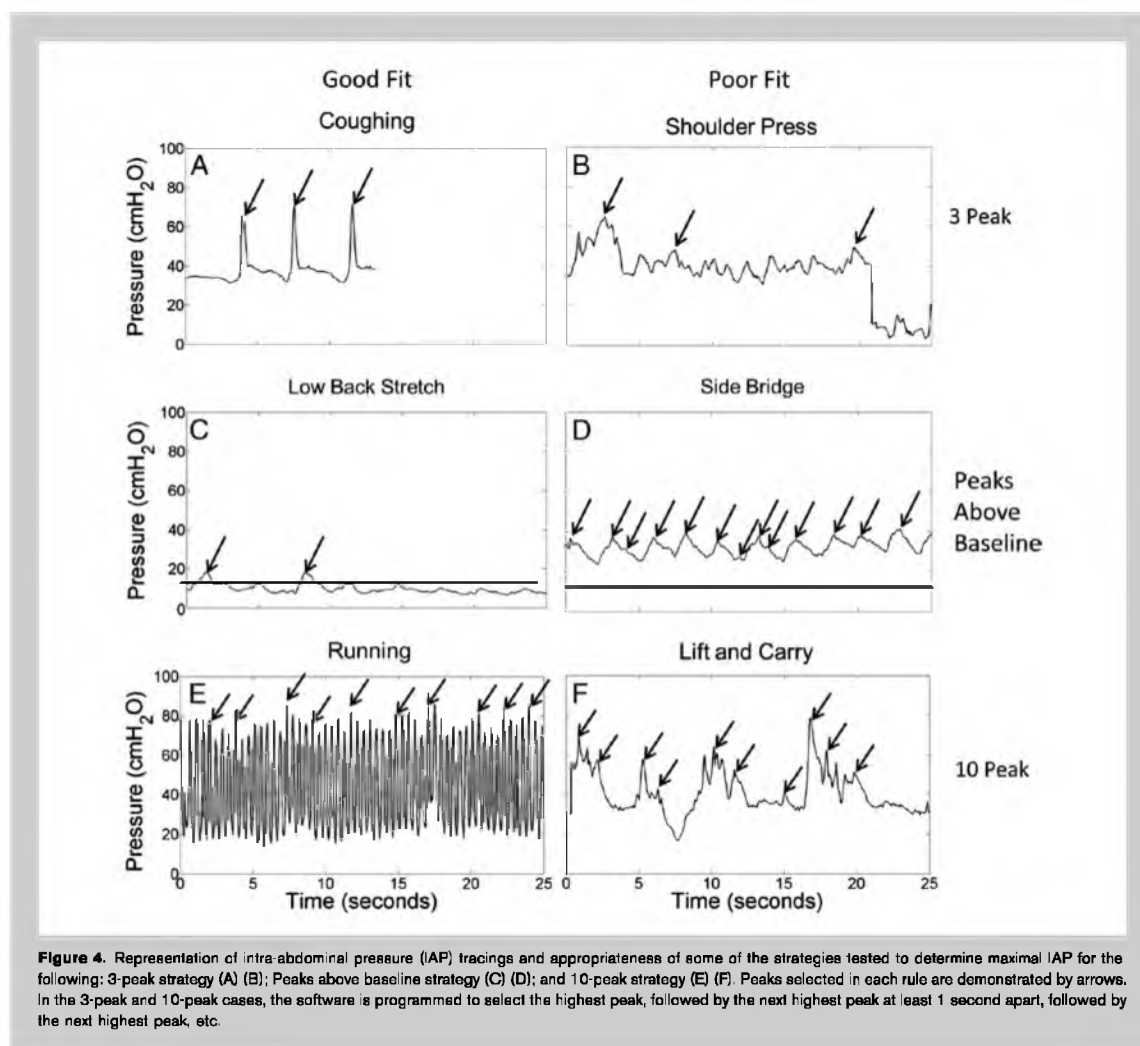 Good Fit
Poor Fit
Coughing
Shoulder Press
Pressure (cmH₂O)
100
80
60
40
20
0
A
B
3 Peak
Low Back Stretch
Side Bridge
Pressure (cmH₂O)
100
80
60
40
20
0
C
D
Peaks
Above
Baseline
Running
Lift and Carry
Pressure (cmH₂O)
100
80
60
40
20
0
E
F
10 Peak
0 5 10 15 20 25
Time (seconds)
0 5 10 15 20 25
Time (seconds)
Figure 4. Representation of intra-abdominal pressure (IAP) tracings and appropriateness of some of the strategies tested to determine maximal IAP for the
following: 3-peak strategy (A) (B); Peaks above baseline strategy (C) (D); and 10-peak strategy (E) (F). Peaks selected in each rule are demonstrated by arrows.
In the 3-peak and 10-peak cases, the software is programmed to select the highest peak, followed by the next highest peak at least 1 second apart, followed by
the next highest peak, etc.